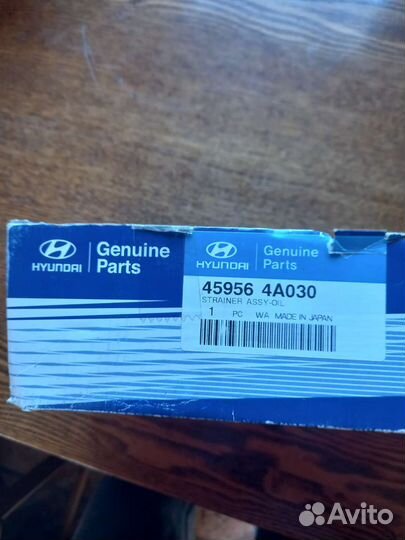 HYUNDAI
Genuine
Parts
HYUNDAI
Genuine
Parts
45956 4A030
STRAINER ASSY-OIL
1 PC WA MADE IN JAPAN
Avito